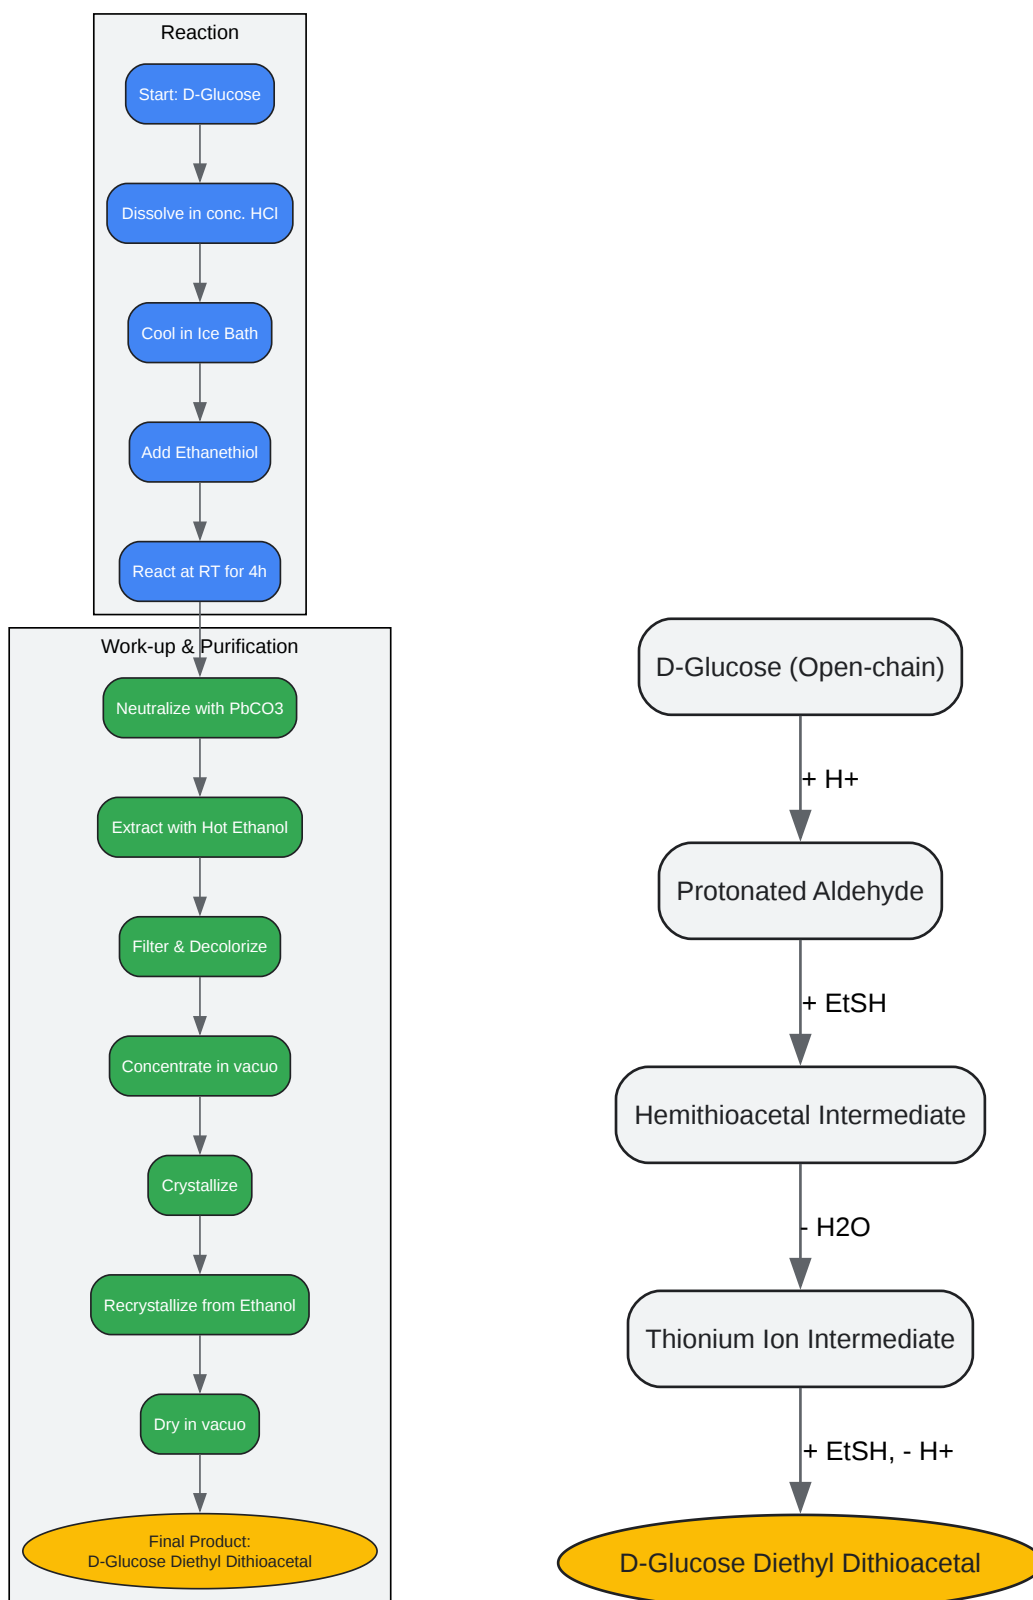 Reaction
Start: D-Glucose
Dissolve in conc. HCl
Cool in Ice Bath
Add Ethanethiol
React at RT for 4h
Work-up & Purification
Neutralize with PbCO3
Extract with Hot Ethanol
Filter & Decolorize
Concentrate in vacuo
Crystallize
Recrystallize from Ethanol
Dry in vacuo
Final Product:
D-Glucose Diethyl Dithioacetal
D-Glucose (Open-chain)
+ H+
Protonated Aldehyde
+ EtSH
Hemithioacetal Intermediate
- H2O
Thionium Ion Intermediate
+ EtSH, - H+
D-Glucose Diethyl Dithioacetal